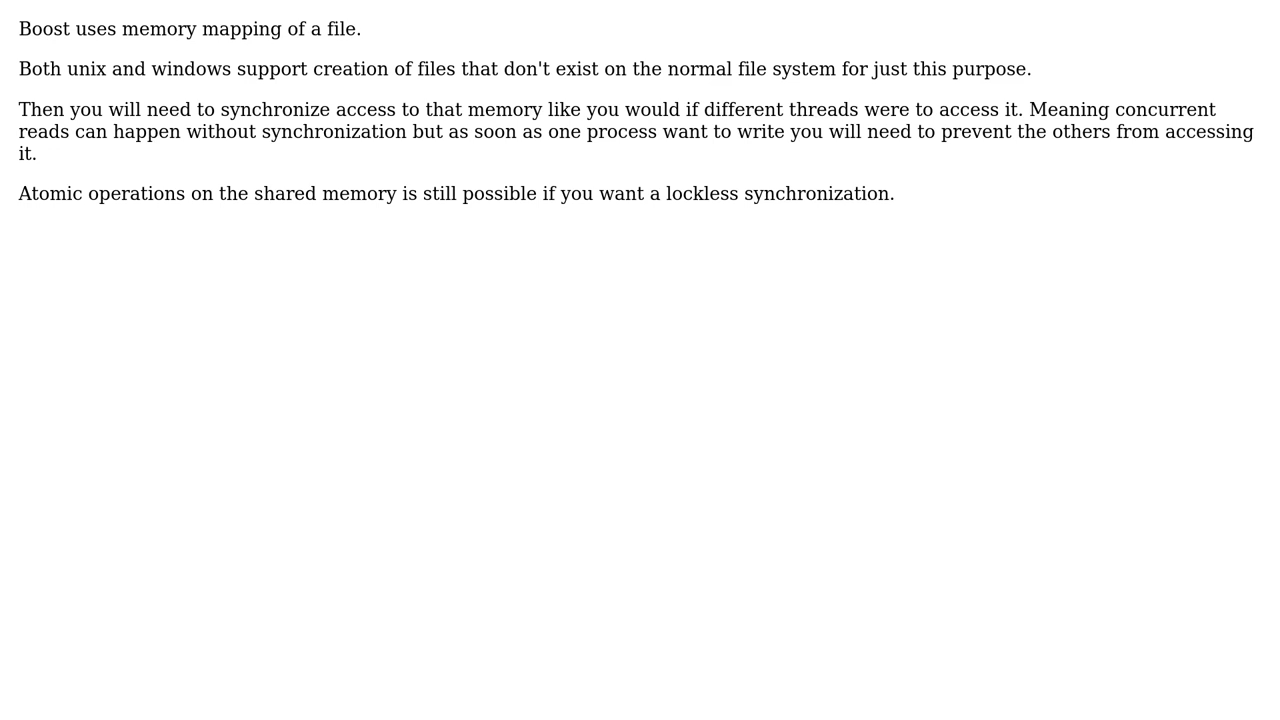 Boost uses memory mapping of a file.
Both unix and windows support creation of files that don't exist on the normal file system for just this purpose.
Then you will need to synchronize access to that memory like you would if different threads were to access it. Meaning concurrent
reads can happen without synchronization but as soon as one process want to write you will need to prevent the others from accessing
it.
Atomic operations on the shared memory is still possible if you want a lockless synchronization.